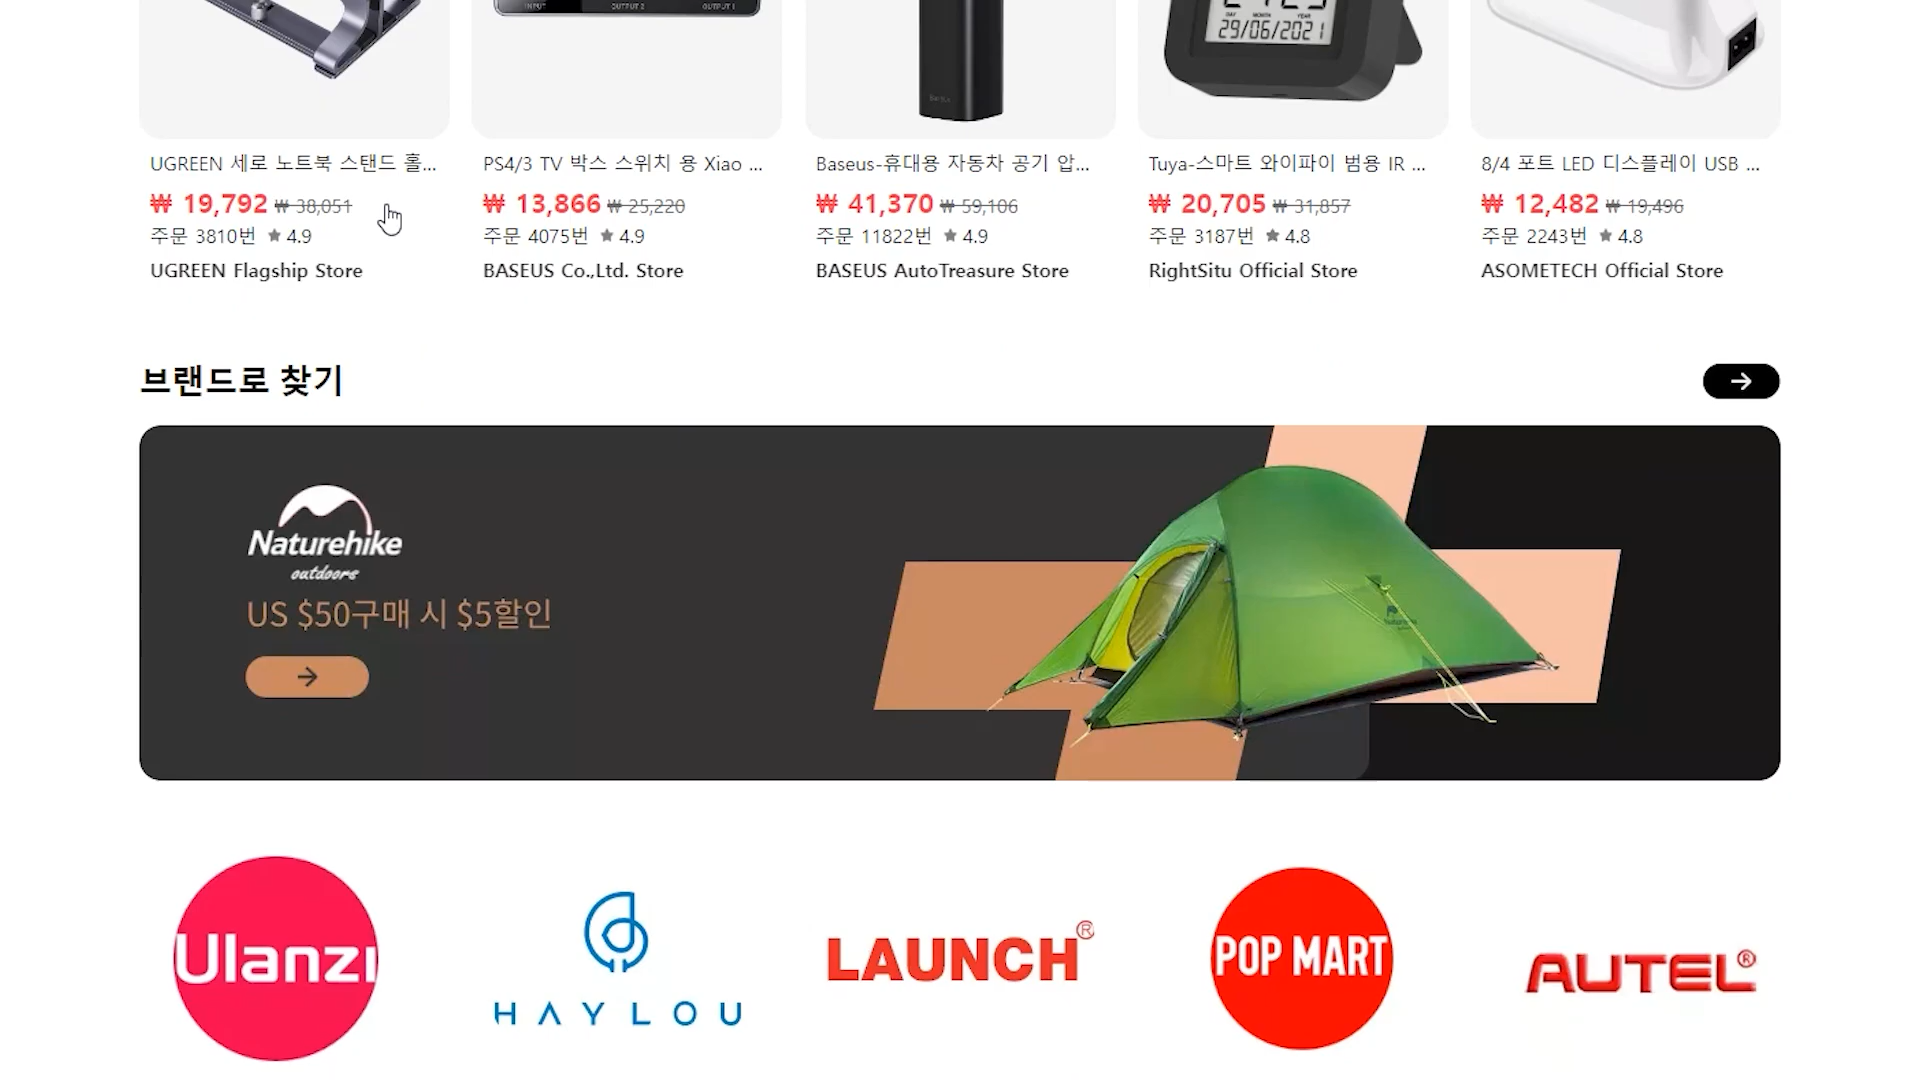 INPUT OUTPUT 2 OUTPUT 1
DAY MONTH YEAR
29/06/2021
UGREEN 세로 노트북 스탠드 홀...
₩ 19,792 ₩ 38,051
주문 3810번 ★ 4.9
UGREEN Flagship Store
PS4/3 TV 박스 스위치 용 Xiao ...
₩ 13,866 ₩ 25,220
주문 4075번 ★ 4.9
BASEUS Co.,Ltd. Store
Baseus-휴대용 자동차 공기 압...
₩ 41,370 ₩ 59,106
주문 11822번 ★ 4.9
BASEUS AutoTreasure Store
Tuya-스마트 와이파이 범용 IR ...
₩ 20,705 ₩ 31,857
주문 3187번 ★ 4.8
RightSitu Official Store
8/4 포트 LED 디스플레이 USB ...
₩ 12,482 ₩ 19,496
주문 2243번 ★ 4.8
ASOMETECH Official Store
브랜드로 찾기
Naturehike
outdoors
US $50구매 시 $5할인
Ulanzi
HAYLOU
LAUNCH®
POP MART
AUTEL®